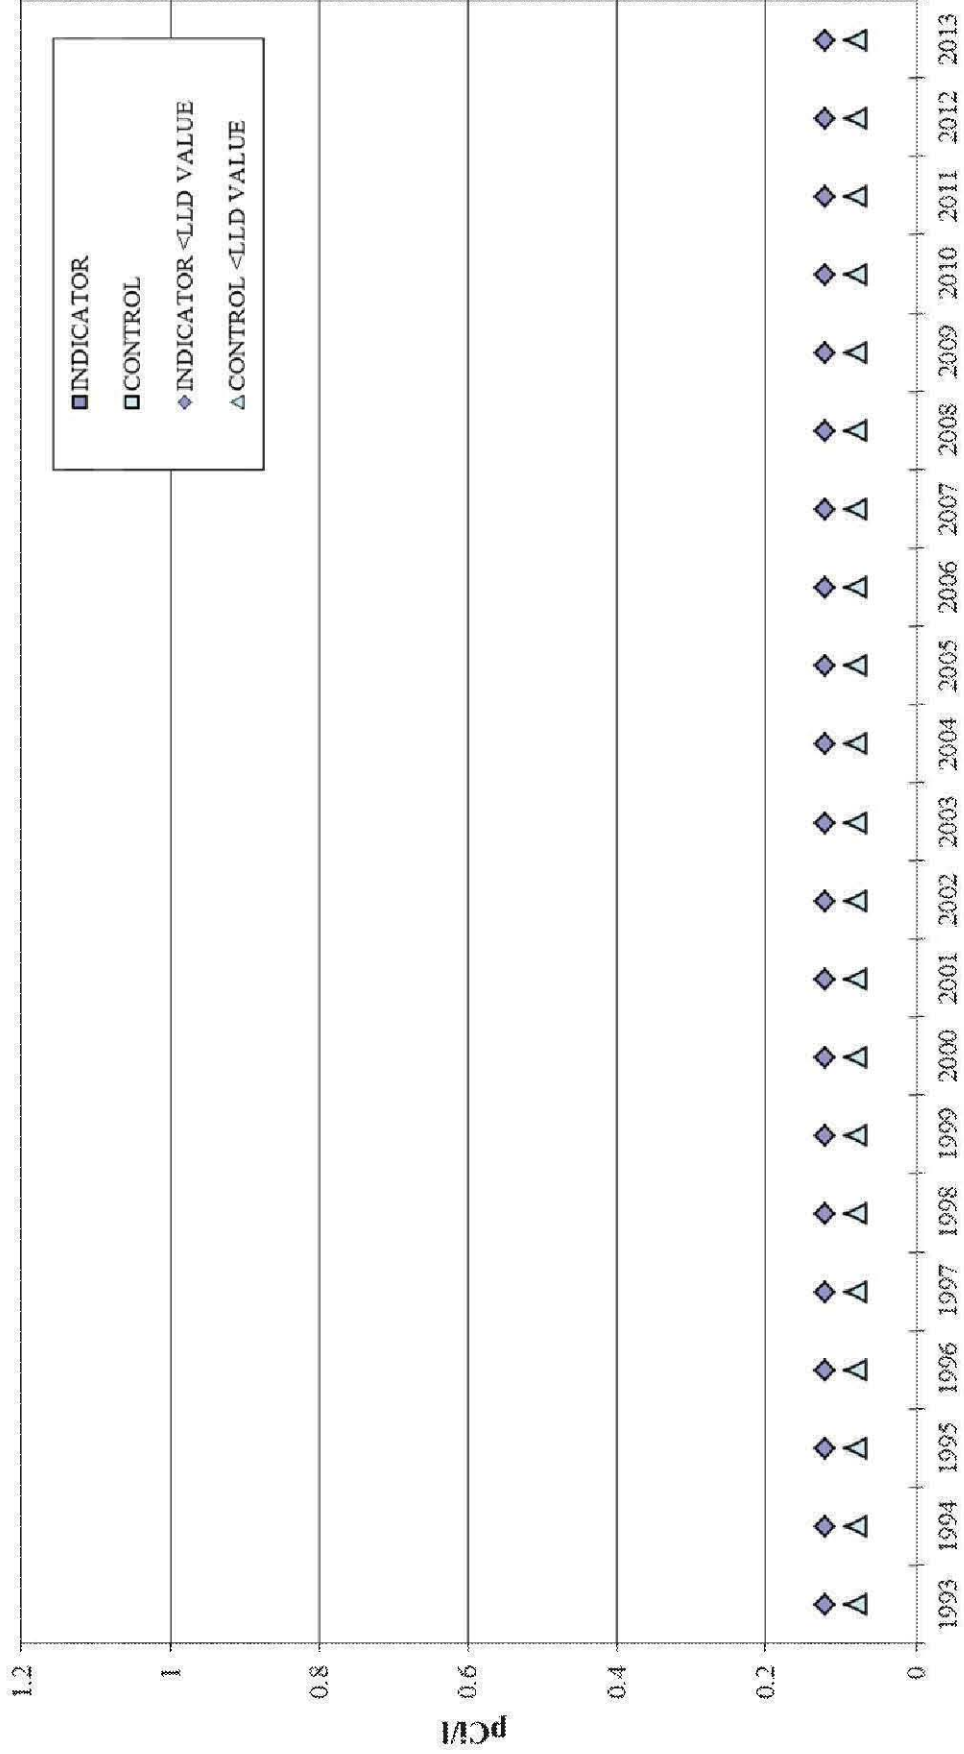 INDICATOR
CONTROL
INDICATOR <LLD VALUE
CONTROL <LLD VALUE
pCi/l
1.2
1
0.8
0.6
0.4
0.2
0
1993 1994 1995 1996 1997 1998 1999 2000 2001 2002 2003 2004 2005 2006 2007 2008 2009 2010 2011 2012 2013